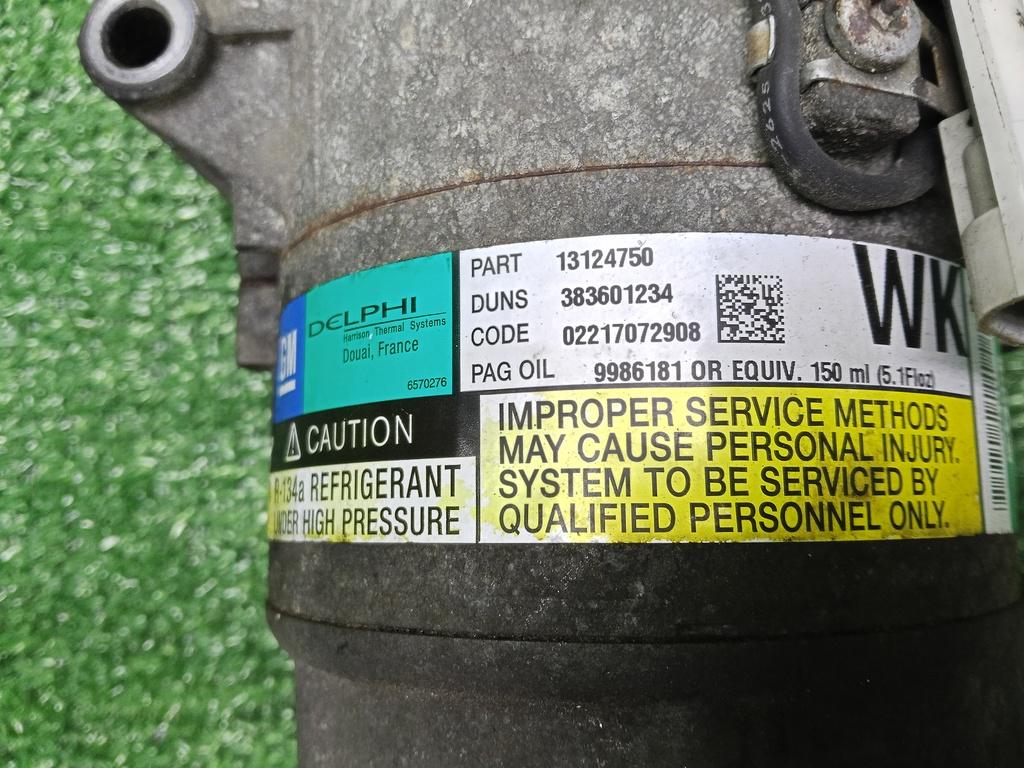 GM
DELPHI
Harrison Thermal Systems
Douai, France
6570276
PART 13124750
DUNS 383601234
CODE 02217072908
PAG OIL 9986181 OR EQUIV. 150 ml (5.1Floz)
WK
CAUTION
R-134a REFRIGERANT
UNDER HIGH PRESSURE
IMPROPER SERVICE METHODS
MAY CAUSE PERSONAL INJURY.
SYSTEM TO BE SERVICED BY
QUALIFIED PERSONNEL ONLY.